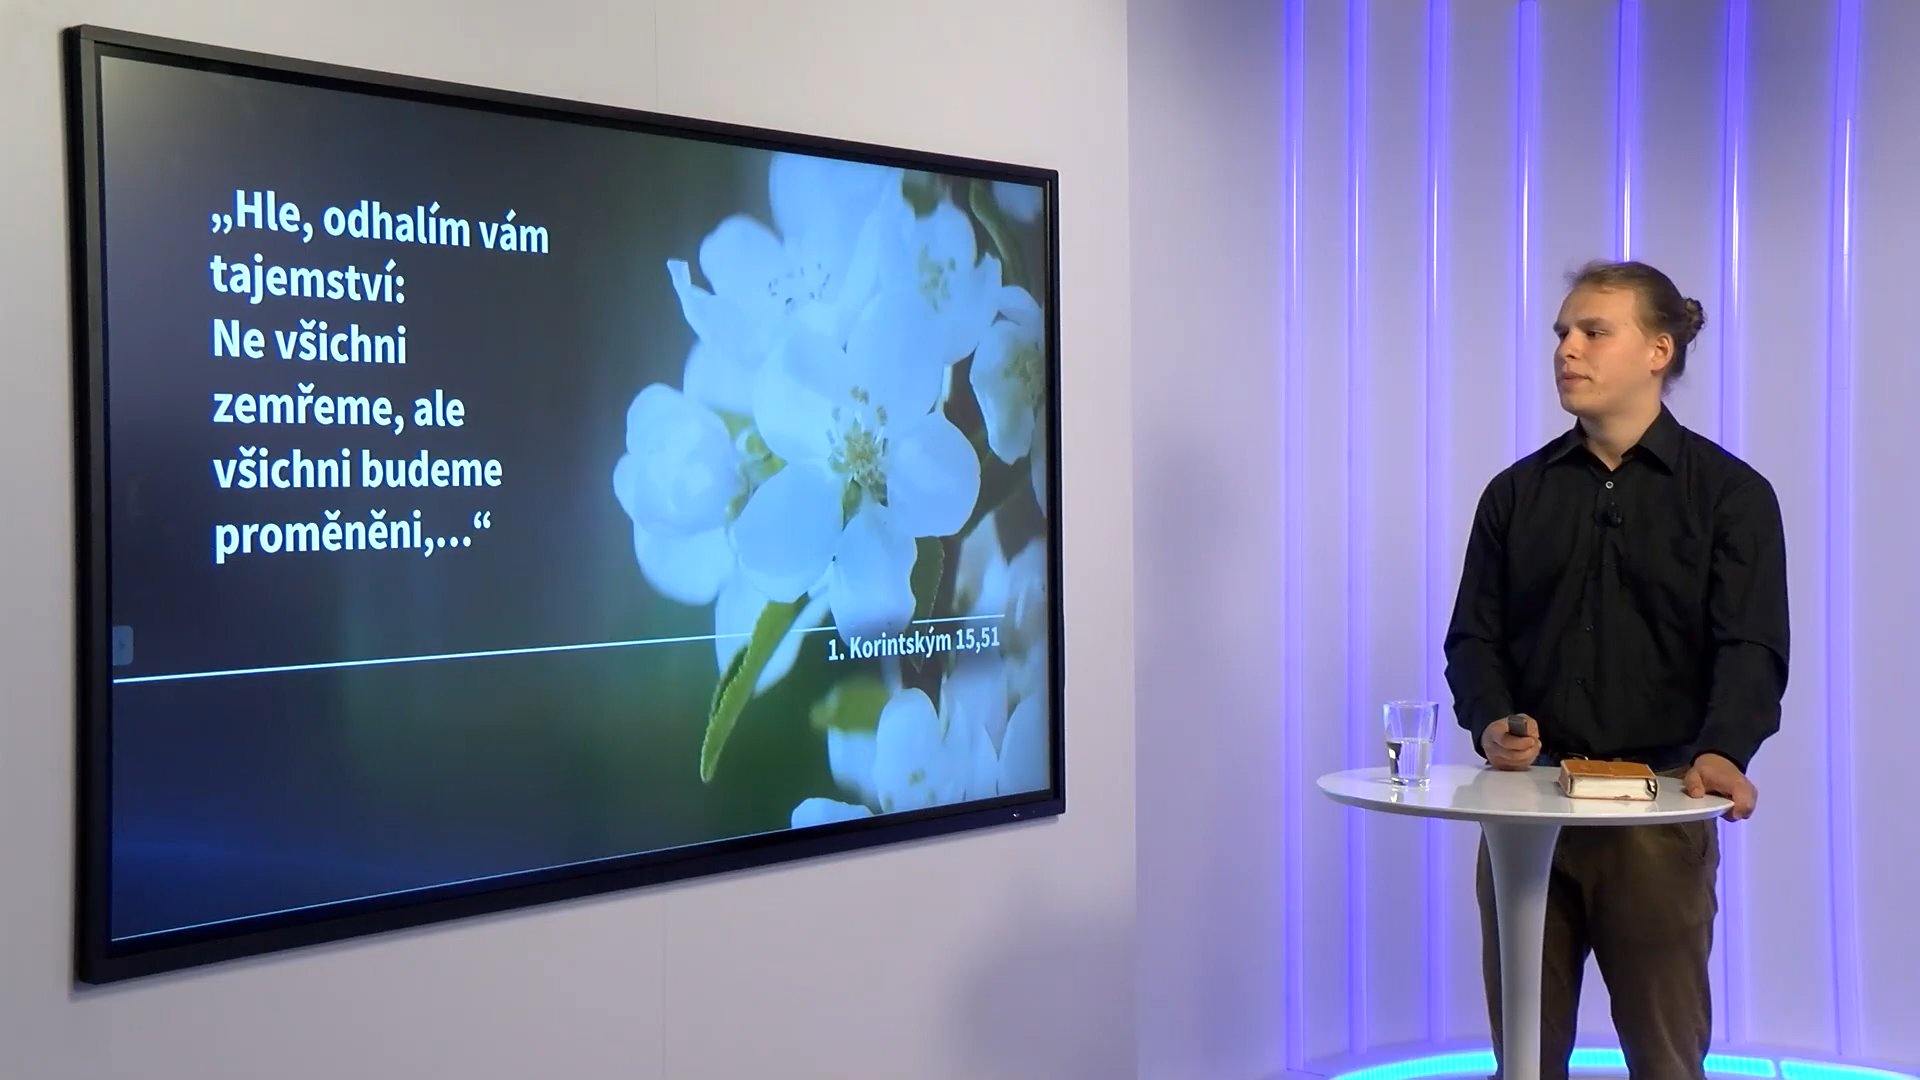 „Hle, odhalím vám
tajemství:
Ne všichni
zemřeme, ale
všichni budeme
proměněni,...“
1. Korintským 15,51